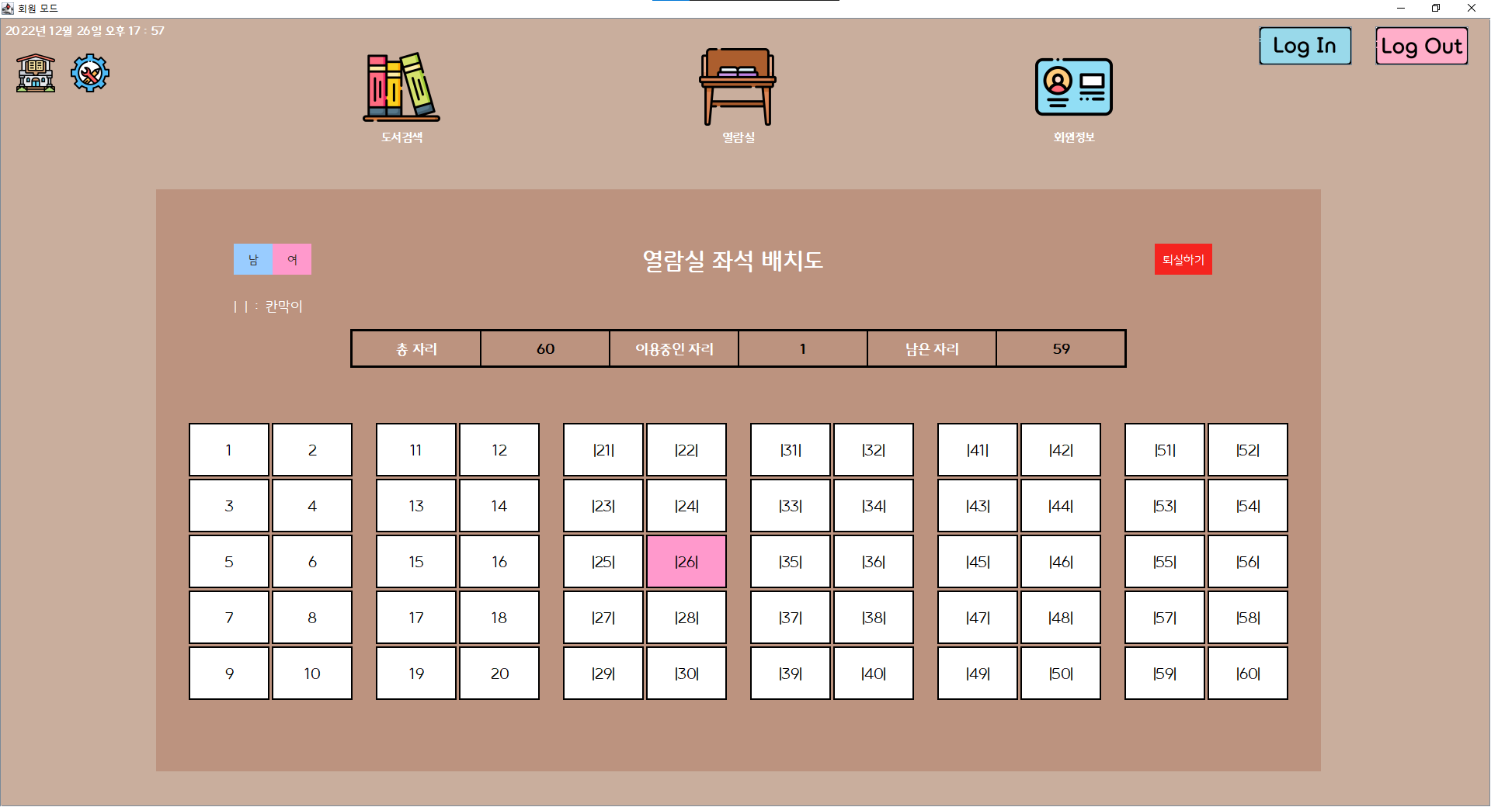 회원 모드
2022년 12월 26일 오후 17 : 57
Log In
Log Out
도서검색
열람실
회원정보
남 여
열람실 좌석 배치도
퇴실하기
| | : 칸막이
총 자리 60 이용중인 자리 1 남은 자리 59
1 2 11 12 |21| |22| |31| |32| |41| |42| |51| |52|
3 4 13 14 |23| |24| |33| |34| |43| |44| |53| |54|
5 6 15 16 |25| |26| |35| |36| |45| |46| |55| |56|
7 8 17 18 |27| |28| |37| |38| |47| |48| |57| |58|
9 10 19 20 |29| |30| |39| |40| |49| |50| |59| |60|